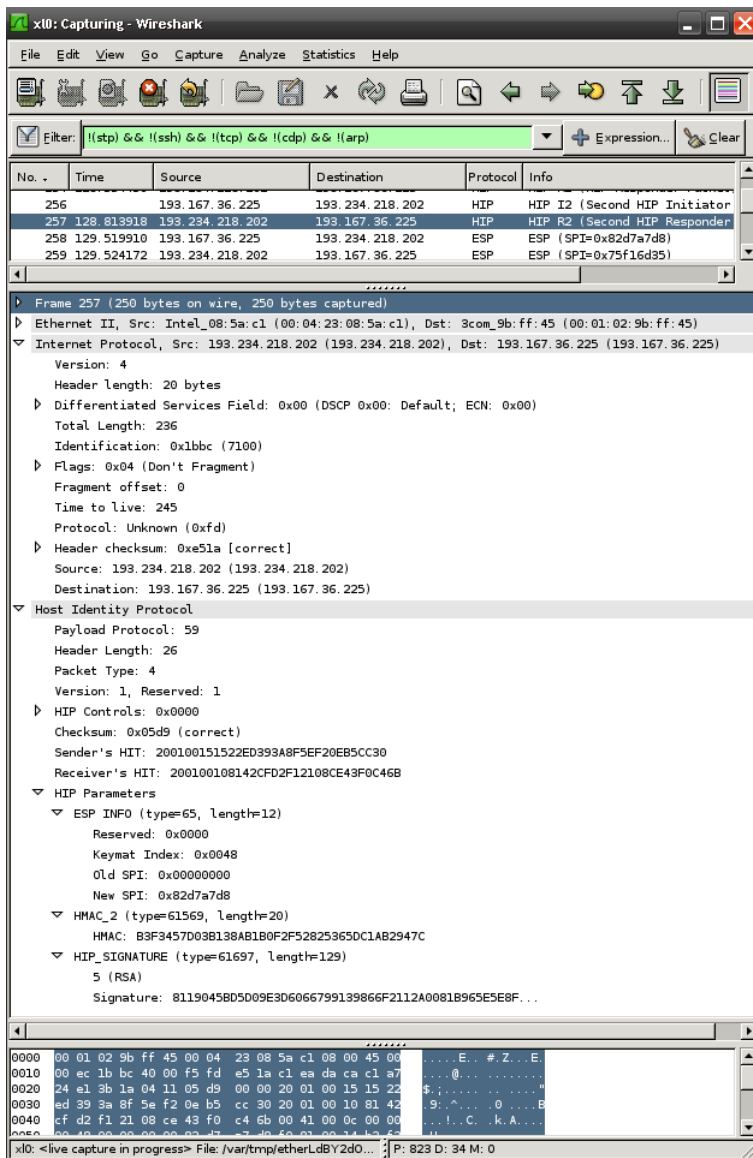 xl0: Capturing - Wireshark
File Edit View Go Capture Analyze Statistics Help
Filter: !(stp) && !(ssh) && !(tcp) && !(cdp) && !(arp) Expression... Clear
No. Time Source Destination Protocol Info
256 193.167.36.225 193.234.218.202 HIP HIP I2 (Second HIP Initiator
257 128.813918 193.234.218.202 193.167.36.225 HIP HIP R2 (Second HIP Responder
258 129.519910 193.167.36.225 193.234.218.202 ESP ESP (SPI=0x82d7a7d8)
259 129.524172 193.234.218.202 193.167.36.225 ESP ESP (SPI=0x75f16d35)
Frame 257 (250 bytes on wire, 250 bytes captured)
Ethernet II, Src: Intel_08:5a:c1 (00:04:23:08:5a:c1), Dst: 3com_9b:ff:45 (00:01:02:9b:ff:45)
Internet Protocol, Src: 193.234.218.202 (193.234.218.202), Dst: 193.167.36.225 (193.167.36.225)
Version: 4
Header length: 20 bytes
Differentiated Services Field: 0x00 (DSCP 0x00: Default; ECN: 0x00)
Total Length: 236
Identification: 0x1bbc (7100)
Flags: 0x04 (Don't Fragment)
Fragment offset: 0
Time to live: 245
Protocol: Unknown (0xfd)
Header checksum: 0xe51a [correct]
Source: 193.234.218.202 (193.234.218.202)
Destination: 193.167.36.225 (193.167.36.225)
Host Identity Protocol
Payload Protocol: 59
Header Length: 26
Packet Type: 4
Version: 1, Reserved: 1
HIP Controls: 0x0000
Checksum: 0x05d9 (correct)
Sender's HIT: 200100151522ED393A8F5EF20EB5CC30
Receiver's HIT: 200100108142CFD2F12108CE43F0C46B
HIP Parameters
ESP INFO (type=65, length=12)
Reserved: 0x0000
Keymat Index: 0x0048
Old SPI: 0x00000000
New SPI: 0x82d7a7d8
HMAC_2 (type=61569, length=20)
HMAC: B3F3457D03B138AB1B0F2F52825365DC1AB2947C
HIP_SIGNATURE (type=61697, length=129)
5 (RSA)
Signature: 8119045BD5D09E3D6066799139866F2112A0081B965E5E8F...
0000 00 01 02 9b ff 45 00 04 23 08 5a c1 08 00 45 00 .....E.. #.Z...E.
0010 00 ec 1b bc 40 00 f5 fd e5 1a c1 ea da ca c1 a7 ....@... ........
0020 24 e1 3b 1a 04 11 05 d9 00 00 20 01 00 15 15 22 $.;..... .. ...."
0030 ed 39 3a 8f 5e f2 0e b5 cc 30 20 01 00 10 81 42 .9:.^... .0 ....B
0040 cf d2 f1 21 08 ce 43 f0 c4 6b 00 41 00 0c 00 00 ...!..C. .k.A....
xl0: <live capture in progress> File: /var/tmp/etherLdBY2dO... P: 823 D: 34 M: 0